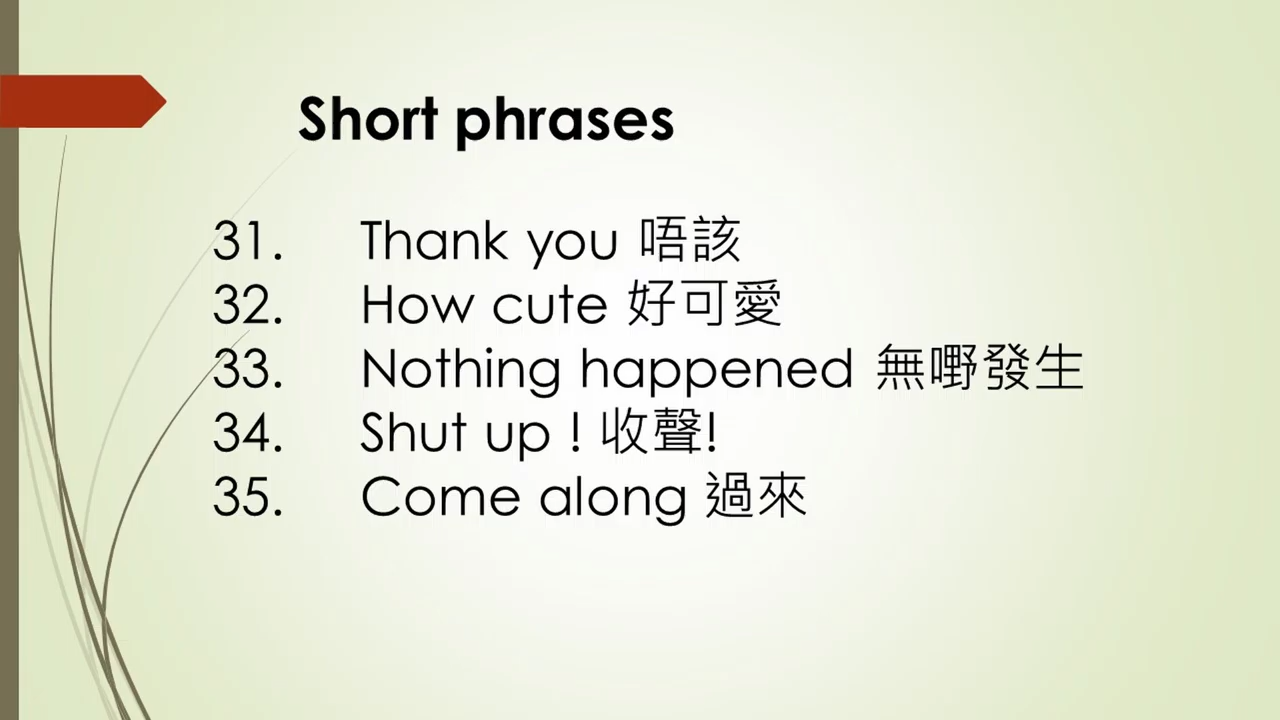 Short phrases
31. Thank you 唔該
32. How cute 好可愛
33. Nothing happened 無嘢發生
34. Shut up ! 收聲!
35. Come along 過來